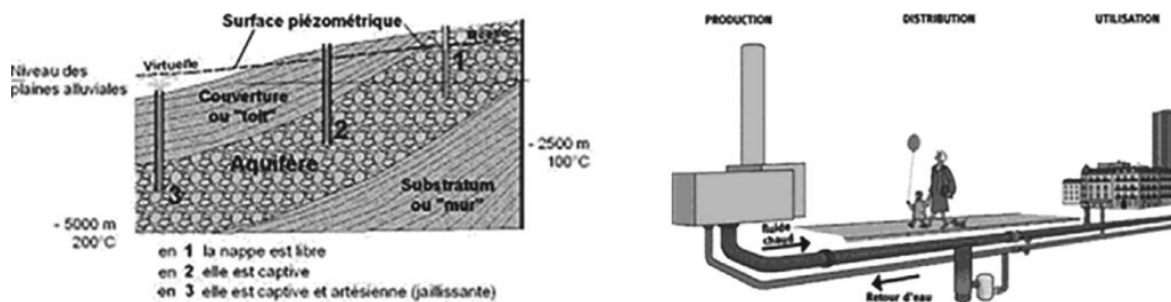 Surface piézométrique
Virtuelle
Niveau des
plaines alluviales
1
Couverture
ou "toit"
2
Aquifère
3
- 2500 m
100°C
Substratum
ou "mur"
- 5000 m
200°C
en 1 la nappe est libre
en 2 elle est captive
en 3 elle est captive et artésienne (jaillissante)
PRODUCTION
DISTRIBUTION
UTILISATION
fluide
chaud
Retour d'eau